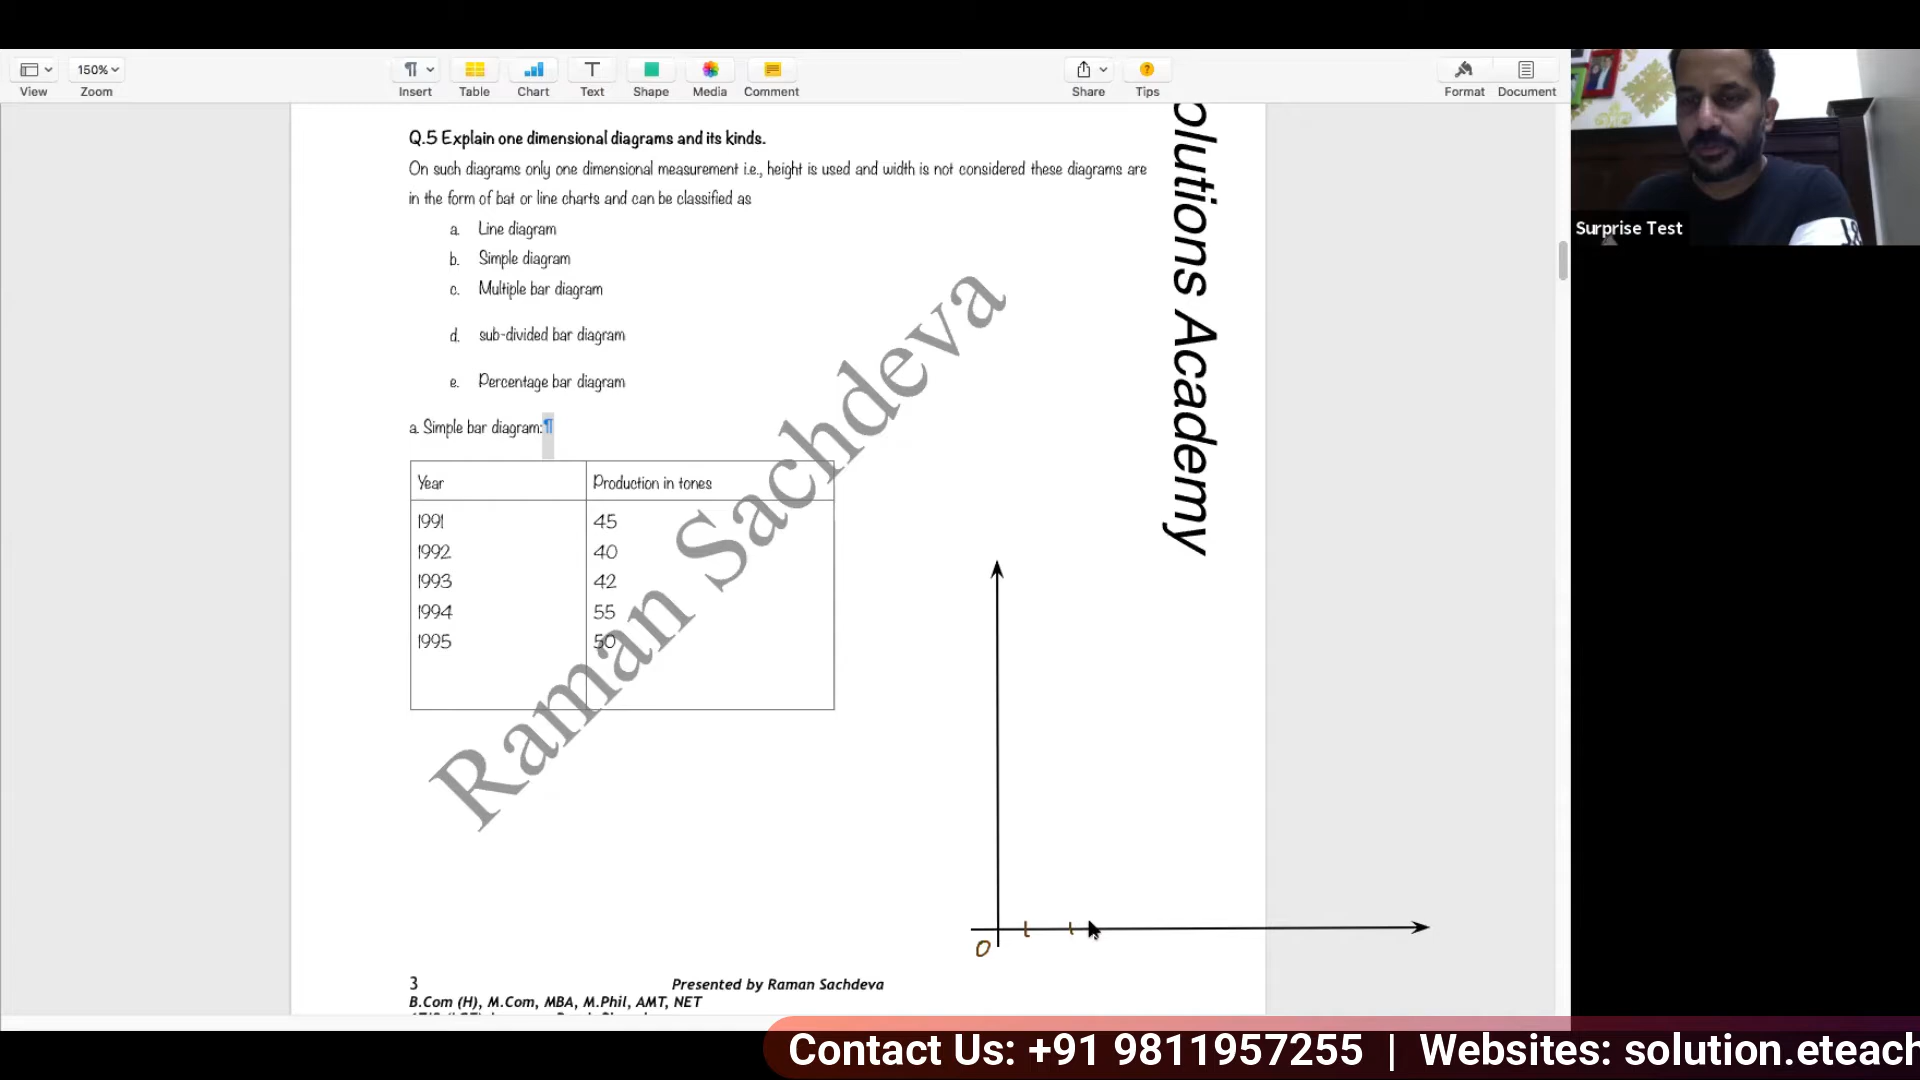 View
150%
Zoom
Insert
Table
Chart
Text
Shape
Media
Comment
Share
Tips
Format
Document
Q.5 Explain one dimensional diagrams and its kinds.
On such diagrams only one dimensional measurement i.e., height is used and width is not considered these diagrams are
in the form of bat or line charts and can be classified as
a. Line diagram
b. Simple diagram
c. Multiple bar diagram
d. sub-divided bar diagram
e. Percentage bar diagram
a. Simple bar diagram:¶
Year Production in tones
1991 45
1992 40
1993 42
1994 55
1995 50
Raman Sachdeva
olutions Academy
O
3 Presented by Raman Sachdeva
B.Com (H), M.Com, MBA, M.Phil, AMT, NET
Surprise Test
Contact Us: +91 9811957255 | Websites: solution.eteach